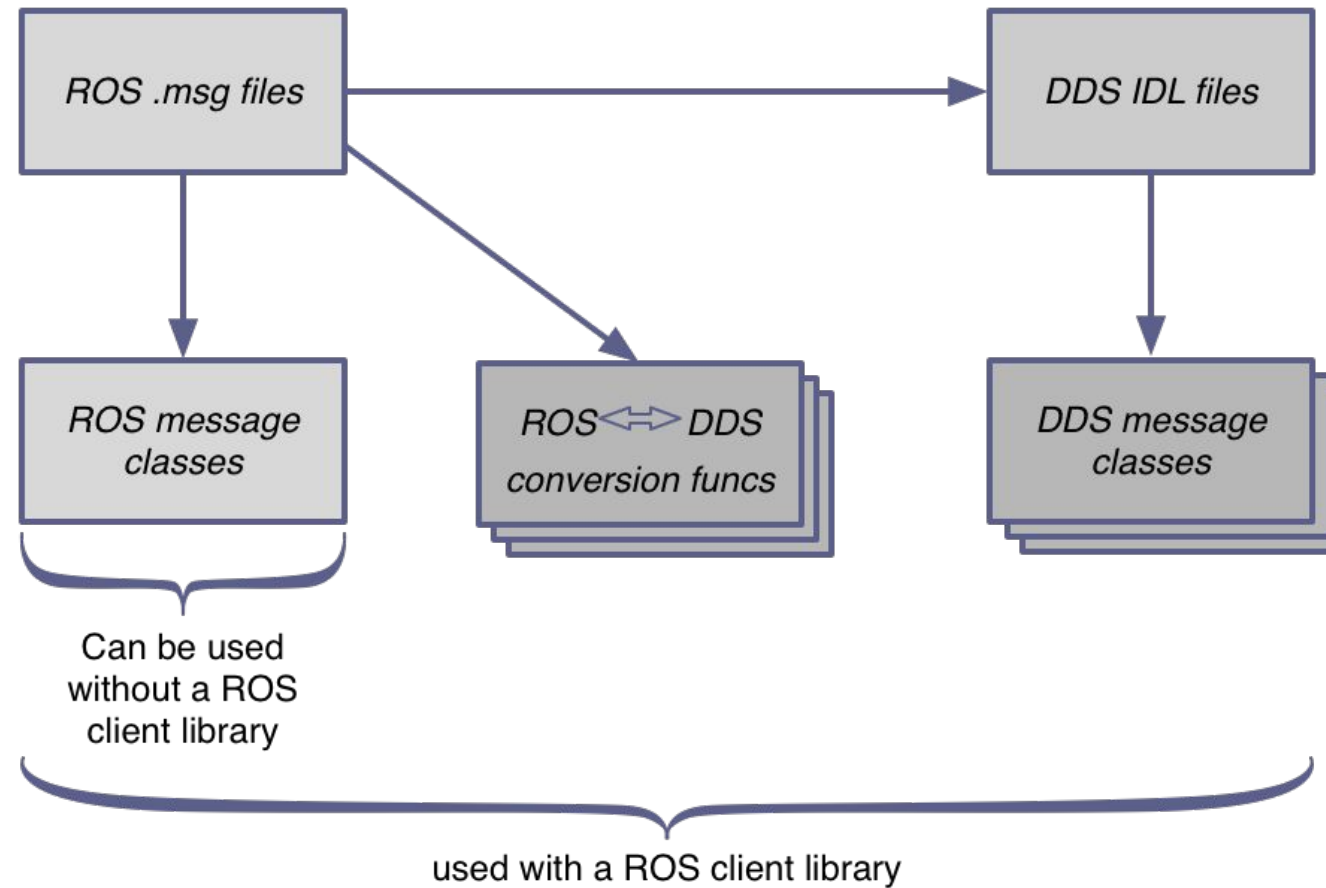 ROS .msg files
DDS IDL files
ROS message
classes
ROS DDS
conversion funcs
DDS message
classes
Can be used
without a ROS
client library
used with a ROS client library